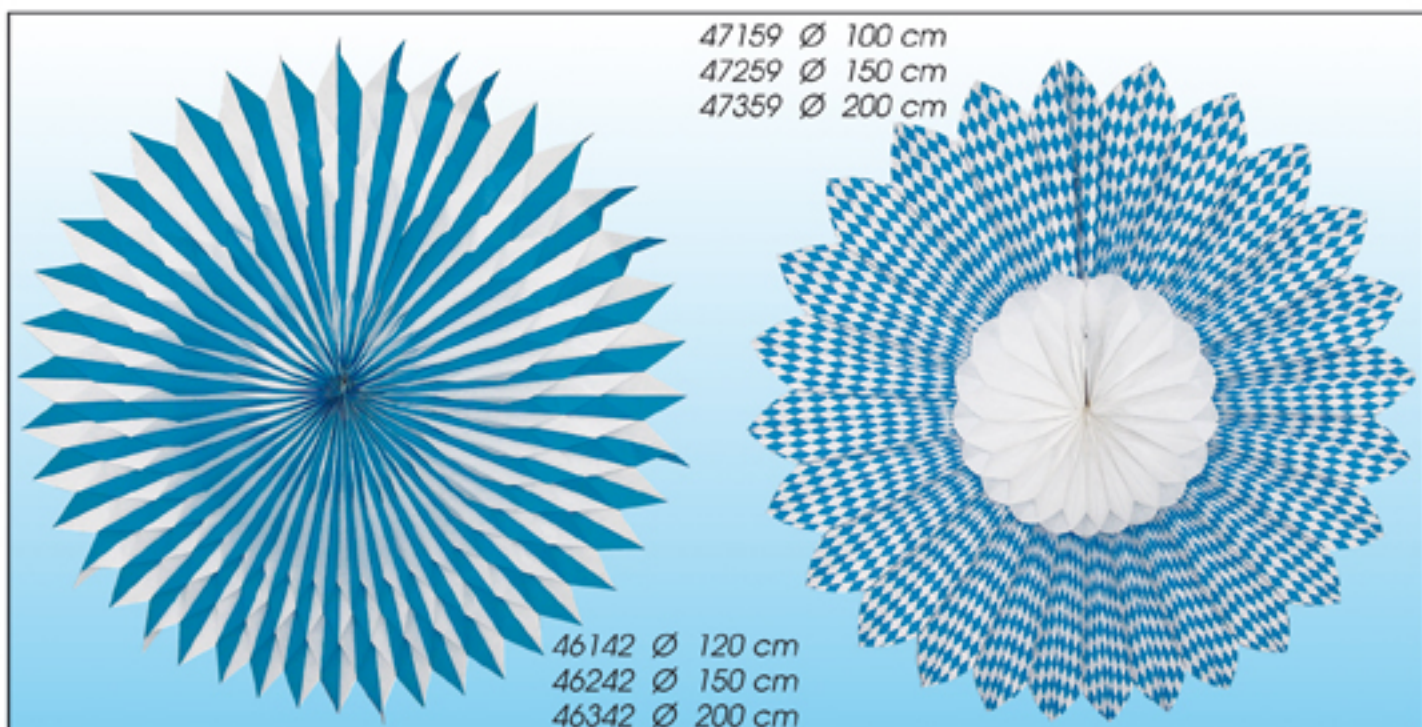 47159 Ø 100 cm
47259 Ø 150 cm
47359 Ø 200 cm
46142 Ø 120 cm
46242 Ø 150 cm
46342 Ø 200 cm